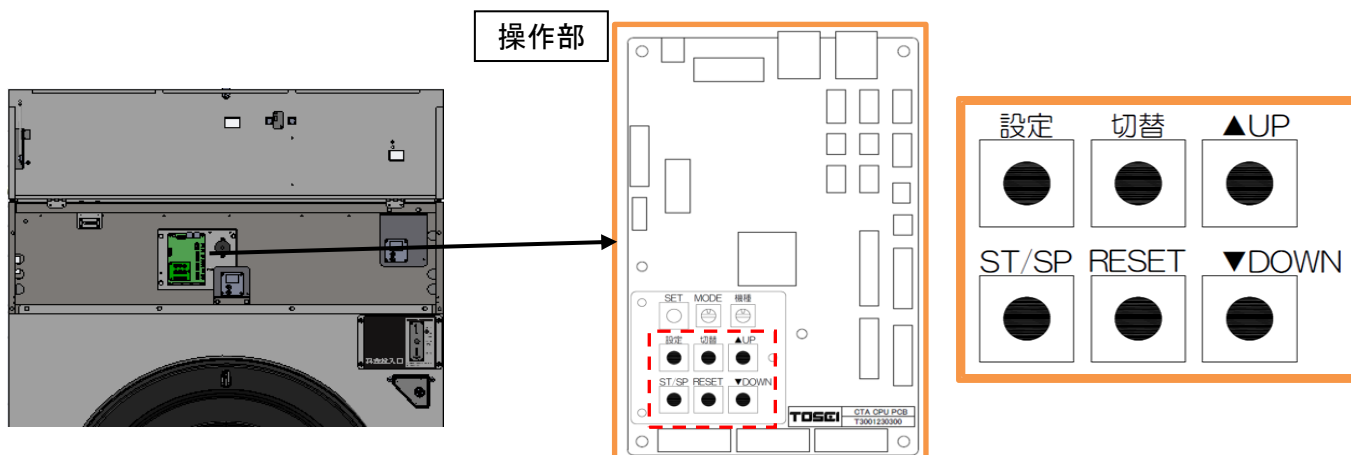 操作部
SET MODE 機種
設定 切替 ▲UP
ST/SP RESET ▼DOWN
TOSEI
CTA CPU PCB
T3001230300
設定 切替 ▲UP
ST/SP RESET ▼DOWN